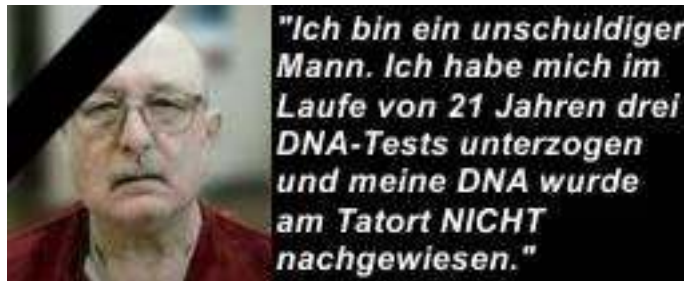 "Ich bin ein unschuldiger
Mann. Ich habe mich im
Laufe von 21 Jahren drei
DNA-Tests unterzogen
und meine DNA wurde
am Tatort NICHT
nachgewiesen."